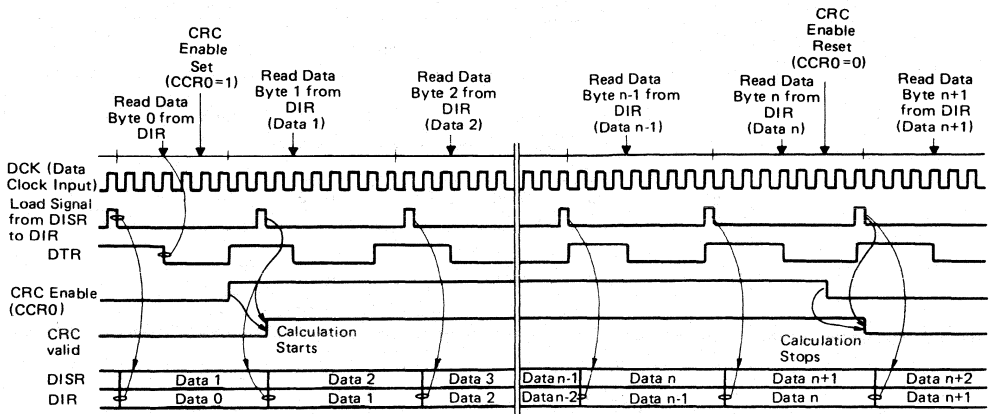 CRC
Enable
Set
(CCR0=1)
Read Data
Byte 0 from
DIR
Read Data
Byte 1 from
DIR
(Data 1)
Read Data
Byte 2 from
DIR
(Data 2)
Read Data
Byte n-1 from
DIR
(Data n-1)
Read Data
Byte n from
DIR
(Data n)
CRC
Enable
Reset
(CCR0=0)
Read Data
Byte n+1
from DIR
(Data n+1)
DCK (Data
Clock Input)
Load Signal
from DISR
to DIR
DTR
CRC Enable
(CCR0)
CRC
valid
Calculation
Starts
Calculation
Stops
DISR Data 1 Data 2 Data 3 Data n-1 Data n Data n+1 Data n+2
DIR Data 0 Data 1 Data 2 Data n-2 Data n-1 Data n Data n+1